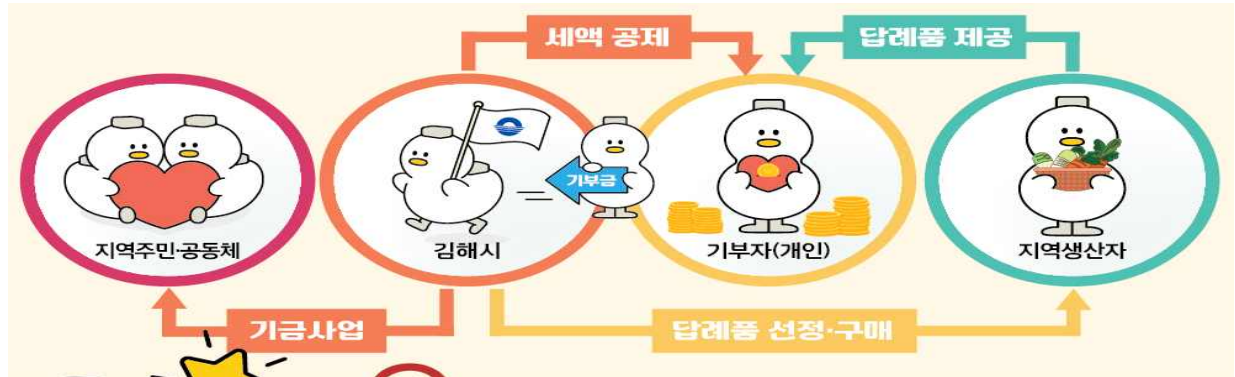 세액 공제
답례품 제공
기부금
지역주민·공동체
김해시
기부자(개인)
지역생산자
기금사업
답례품 선정·구매